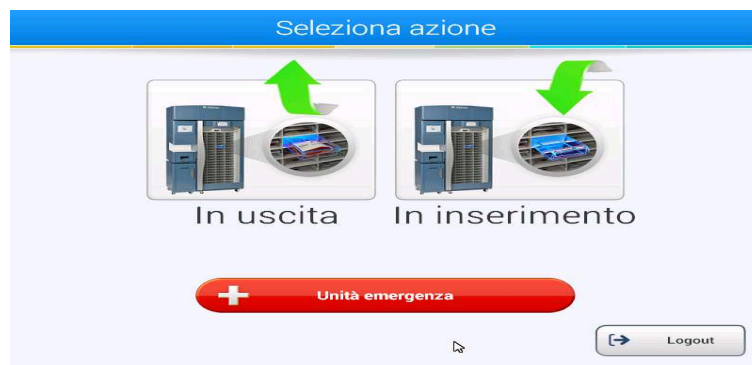 Seleziona azione
In uscita
In inserimento
Unità emergenza
Logout